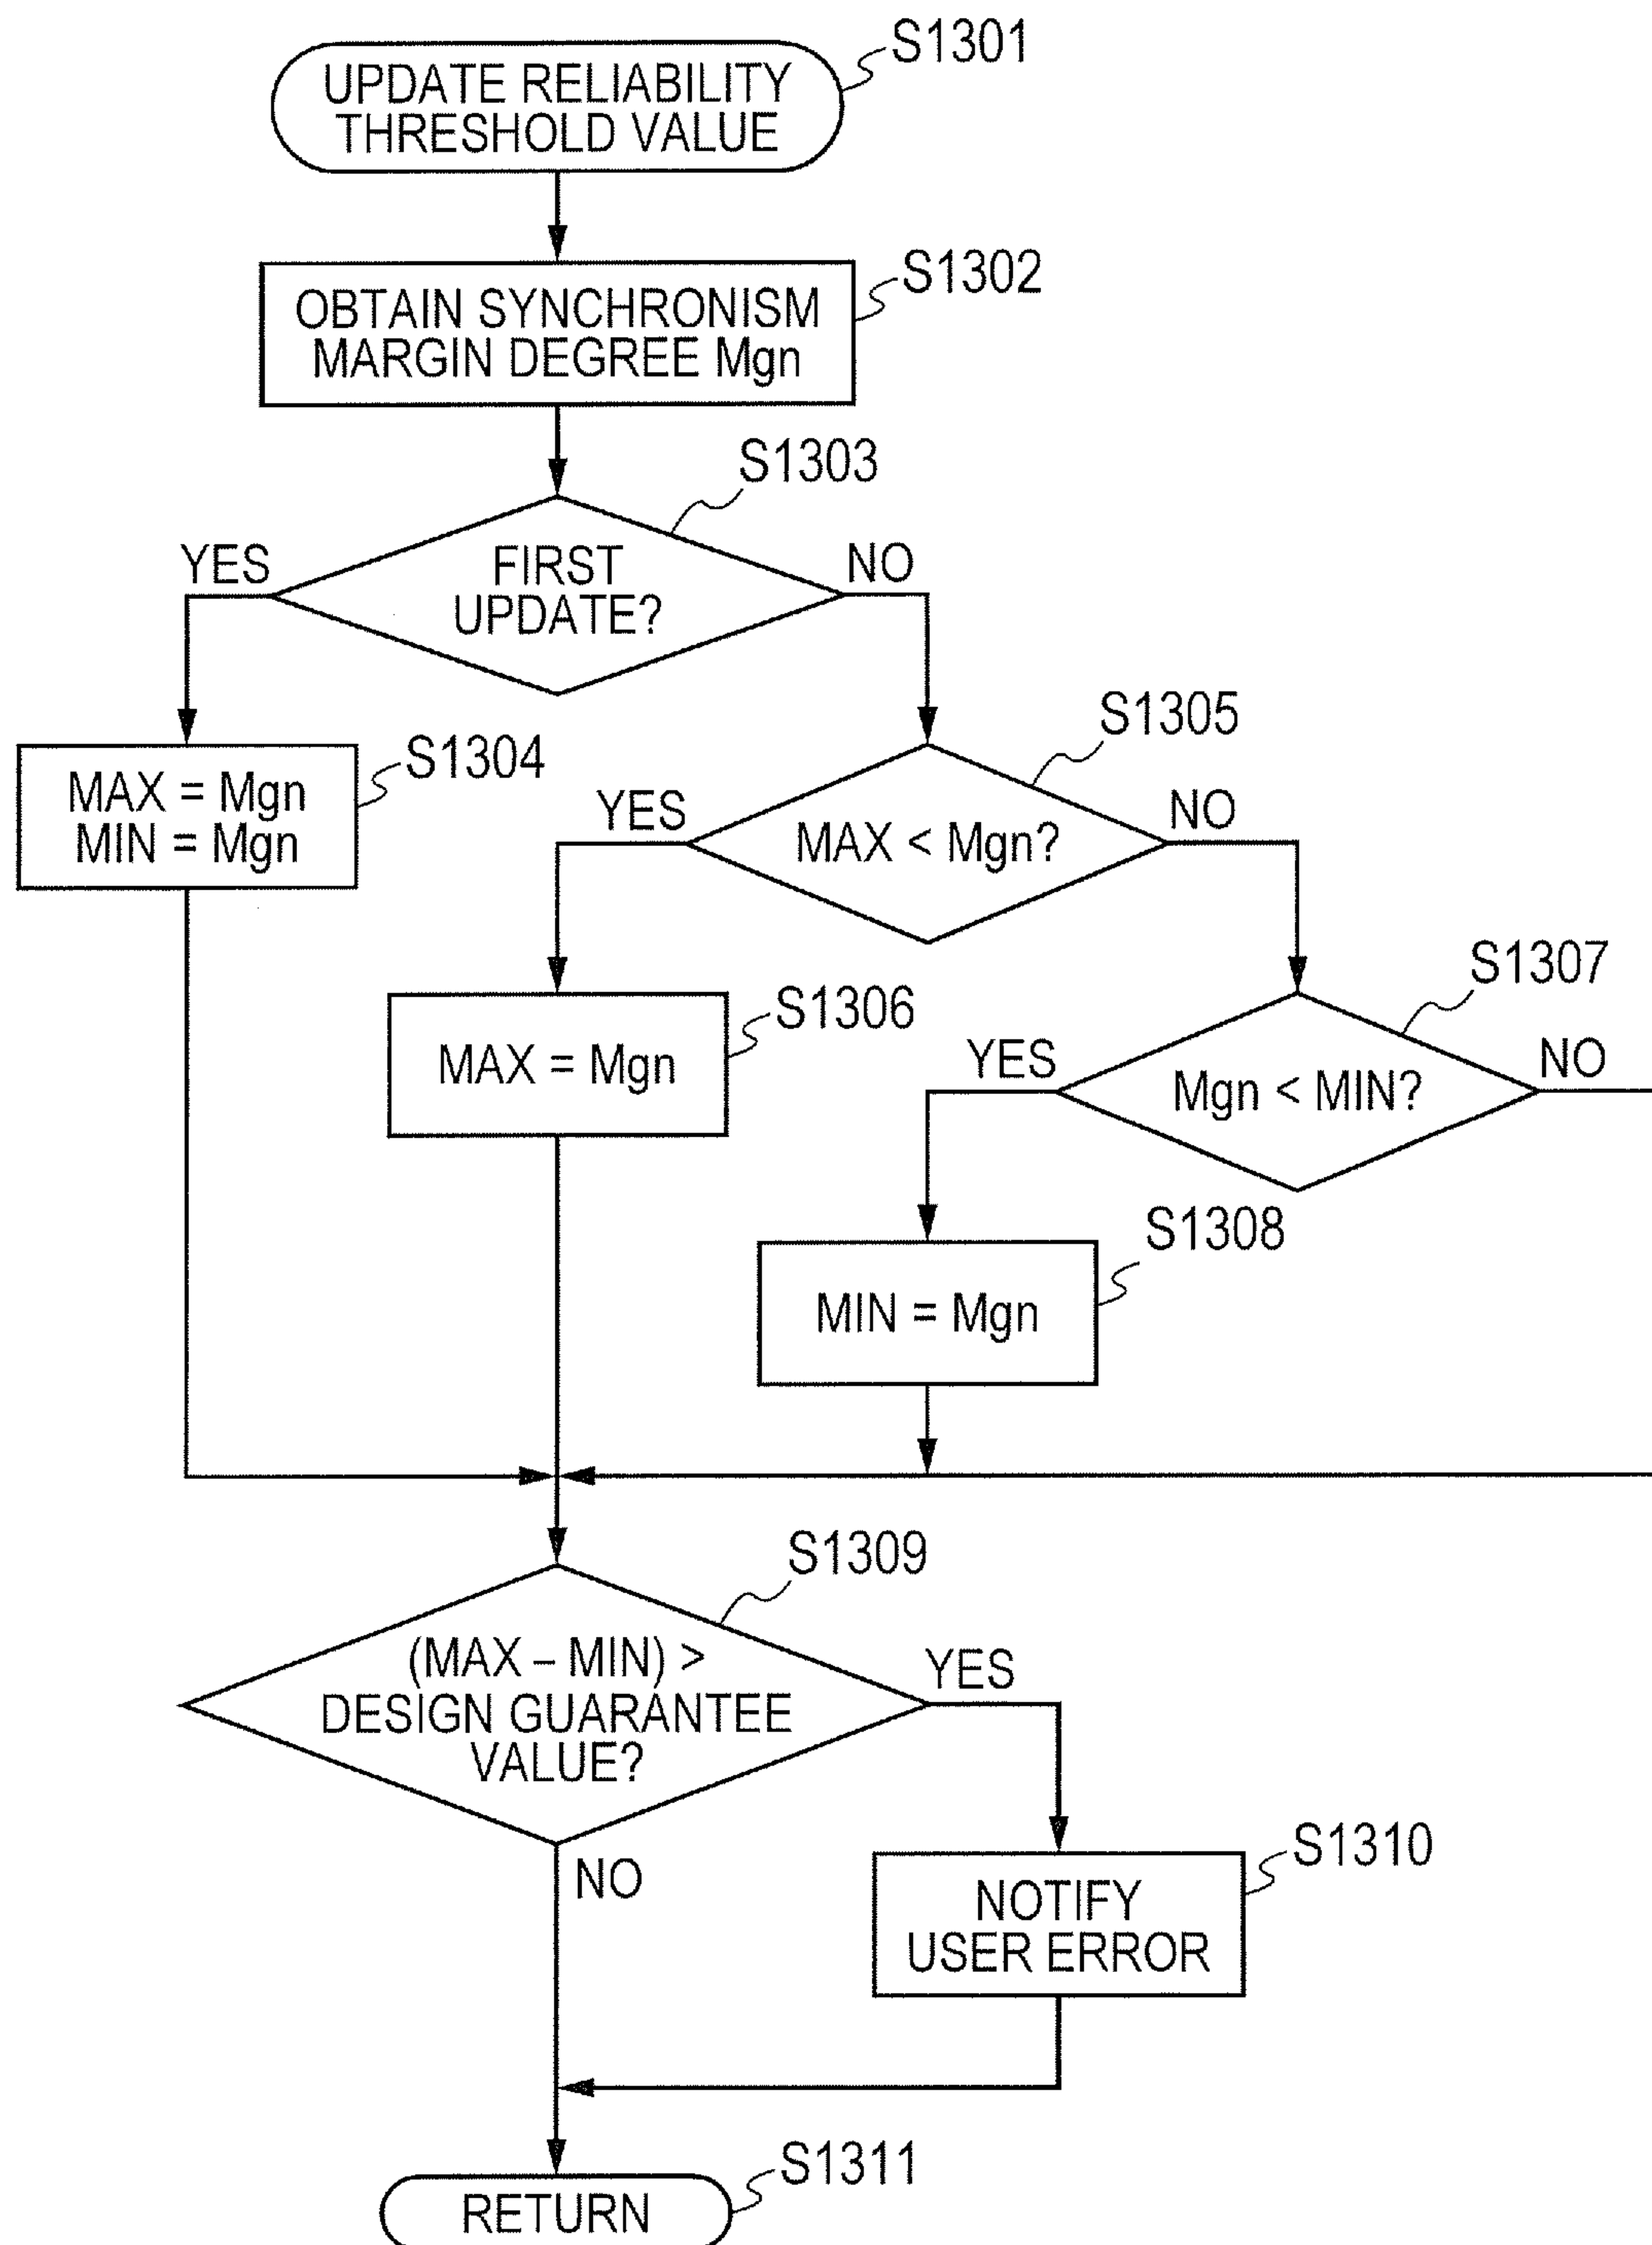 S1301
UPDATE RELIABILITY
THRESHOLD VALUE
S1302
OBTAIN SYNCHRONISM
MARGIN DEGREE Mgn
S1303
YES
FIRST
UPDATE?
NO
S1304
MAX = Mgn
MIN = Mgn
S1305
YES
MAX < Mgn?
NO
S1306
MAX = Mgn
S1307
YES
Mgn < MIN?
NO
S1308
MIN = Mgn
S1309
(MAX – MIN) >
DESIGN GUARANTEE
VALUE?
YES
NO
S1310
NOTIFY
USER ERROR
S1311
RETURN